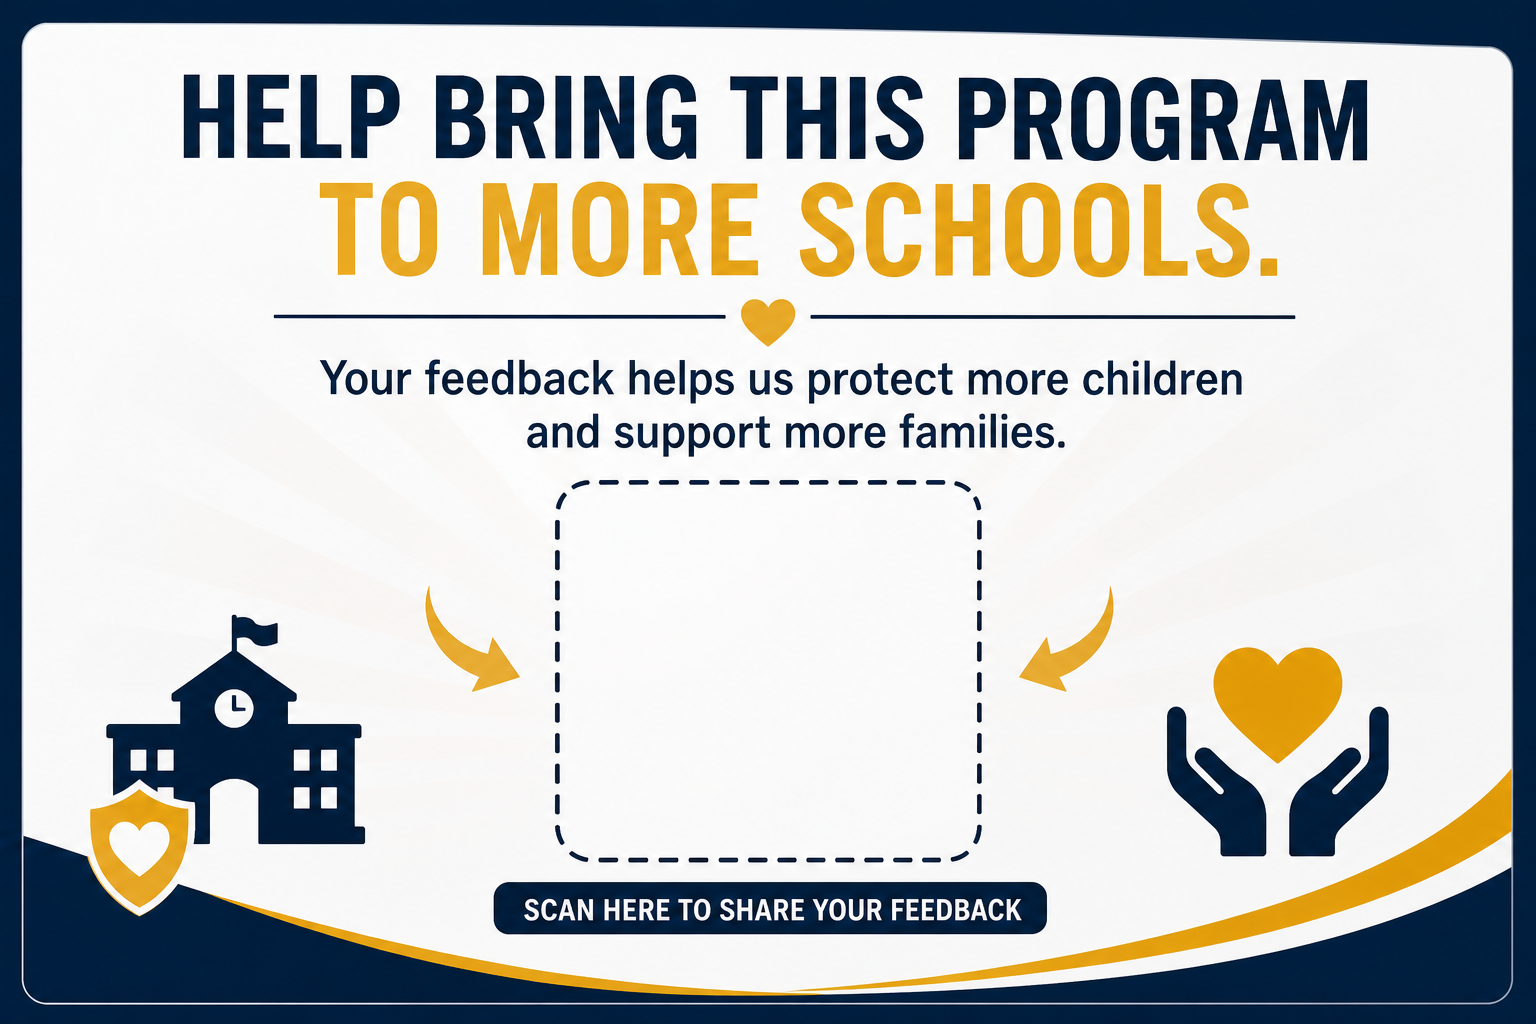 HELP BRING THIS PROGRAM
TO MORE SCHOOLS.
Your feedback helps us protect more children
and support more families.
SCAN HERE TO SHARE YOUR FEEDBACK